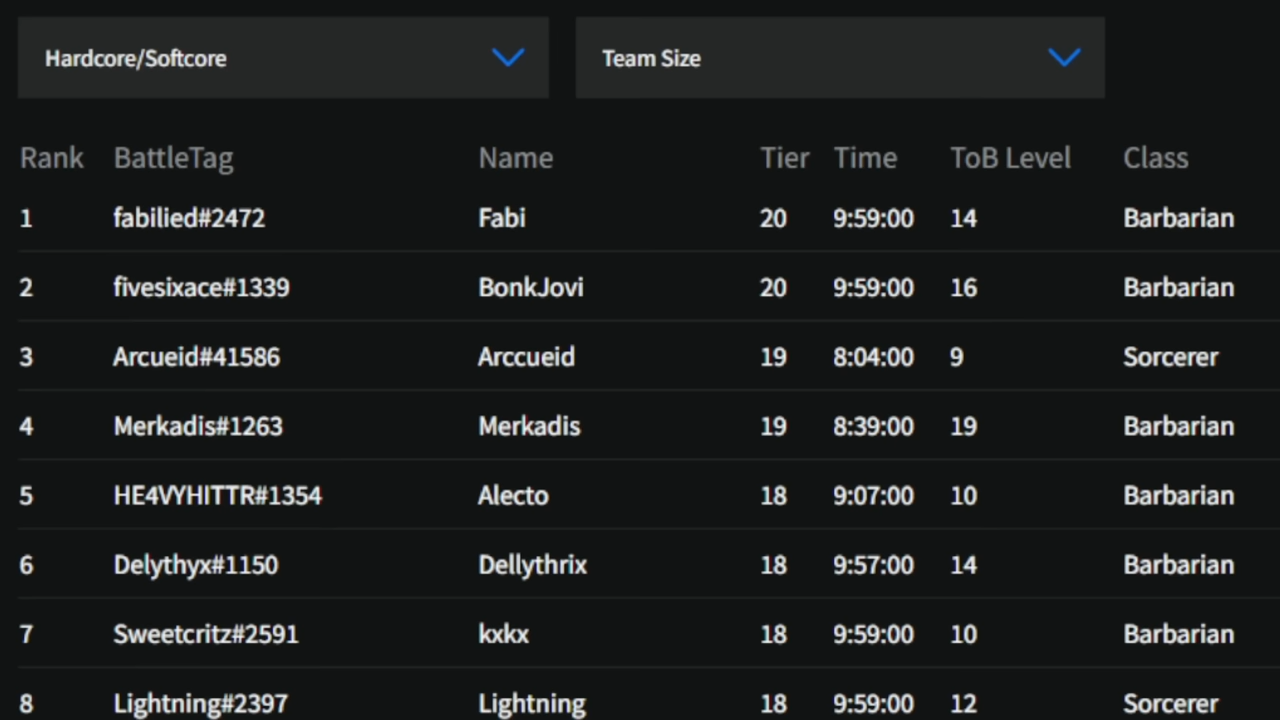 Hardcore/Softcore Team Size
Rank BattleTag Name Tier Time ToB Level Class
1 fabilied#2472 Fabi 20 9:59:00 14 Barbarian
2 fivesixace#1339 BonkJovi 20 9:59:00 16 Barbarian
3 Arcueid#41586 Arccueid 19 8:04:00 9 Sorcerer
4 Merkadis#1263 Merkadis 19 8:39:00 19 Barbarian
5 HE4VYHITTR#1354 Alecto 18 9:07:00 10 Barbarian
6 Delythyx#1150 Dellythrix 18 9:57:00 14 Barbarian
7 Sweetcritz#2591 kxkx 18 9:59:00 10 Barbarian
8 Lightning#2397 Lightning 18 9:59:00 12 Sorcerer